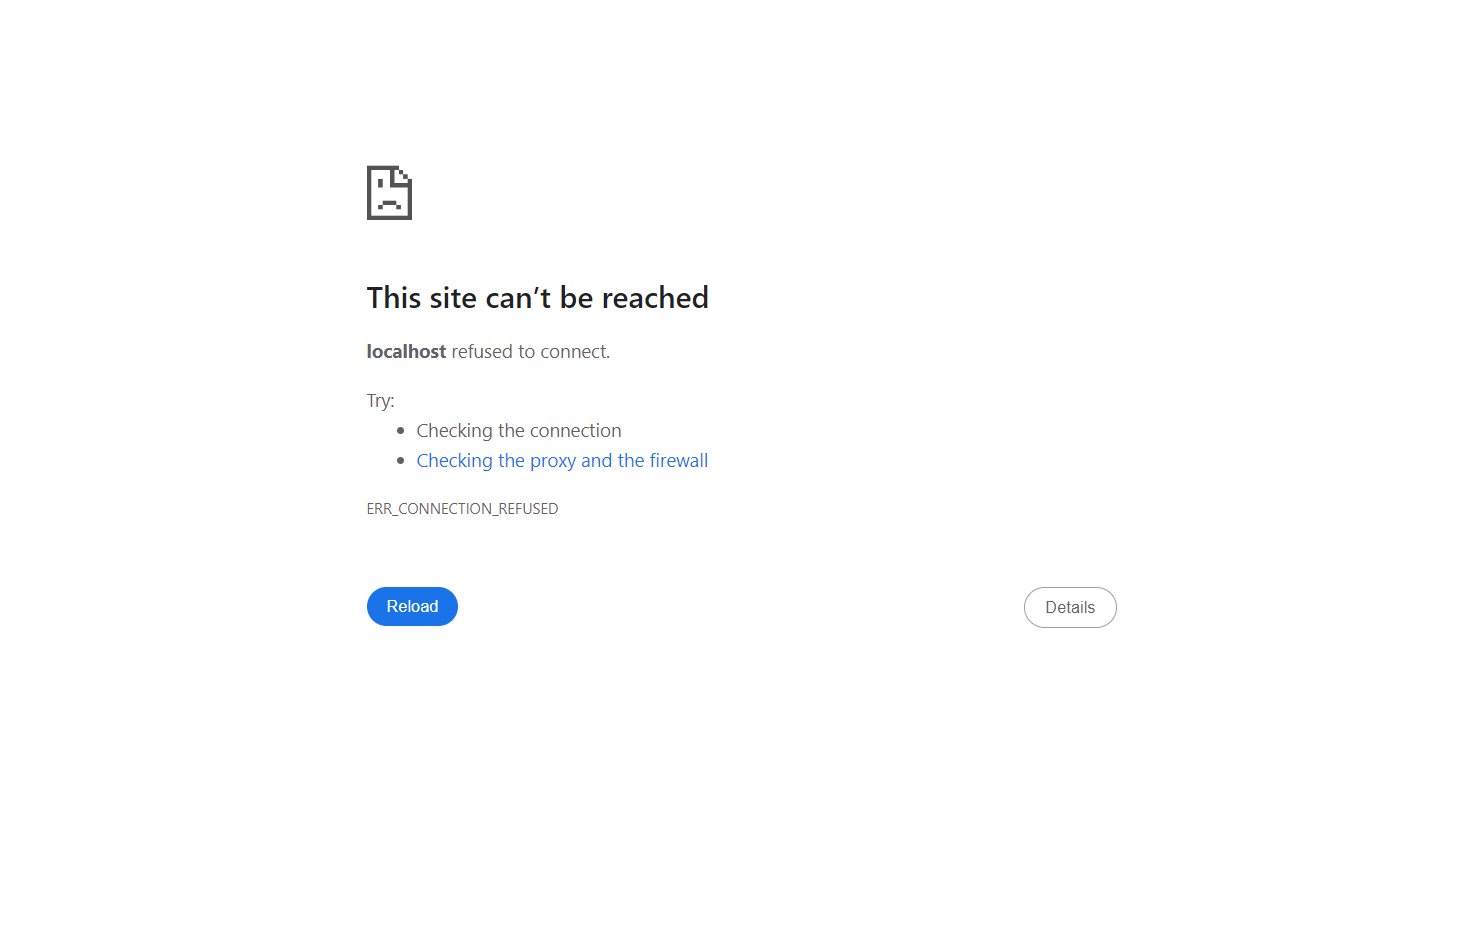 This site can’t be reached
localhost refused to connect.
Try:
• Checking the connection
• Checking the proxy and the firewall
ERR_CONNECTION_REFUSED
Reload
Details